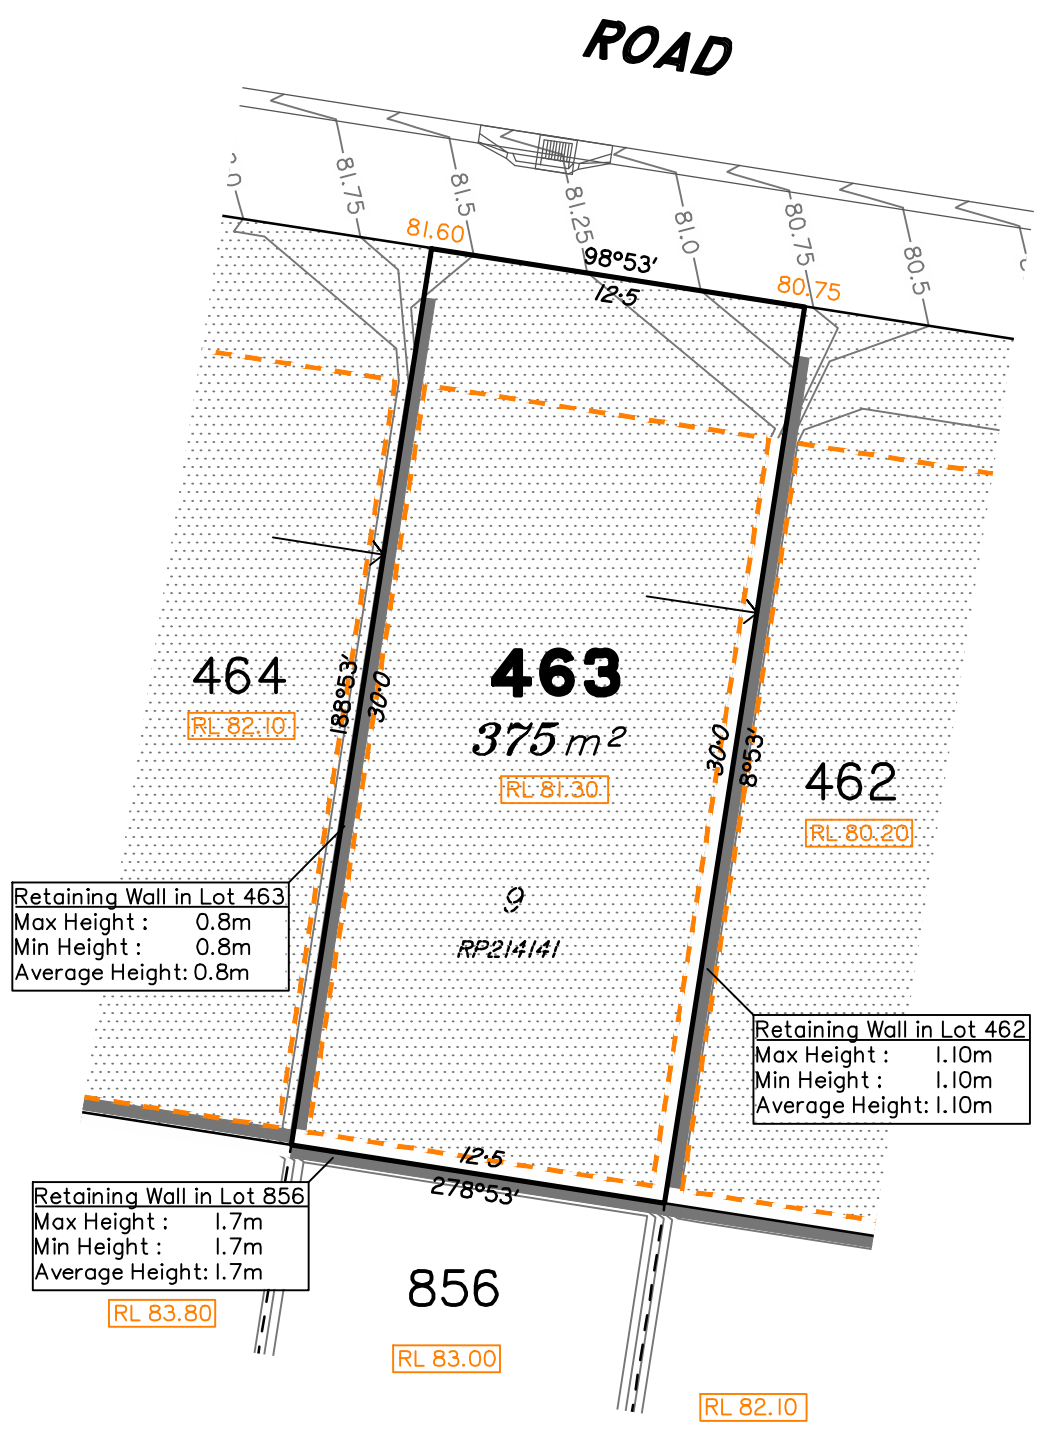 ROAD
81.75
81.5
81.25
81.0
80.75
80.5
81.60
98°53'
80.75
12·5
464
RL 82.10
188°53'
30·0
463
375 m²
RL 81.30
30·0
8°53'
462
RL 80.20
9
RP214141
Retaining Wall in Lot 463
Max Height : 0.8m
Min Height : 0.8m
Average Height: 0.8m
Retaining Wall in Lot 462
Max Height : 1.10m
Min Height : 1.10m
Average Height: 1.10m
12·5
278°53'
Retaining Wall in Lot 856
Max Height : 1.7m
Min Height : 1.7m
Average Height: 1.7m
856
RL 83.80
RL 83.00
RL 82.10